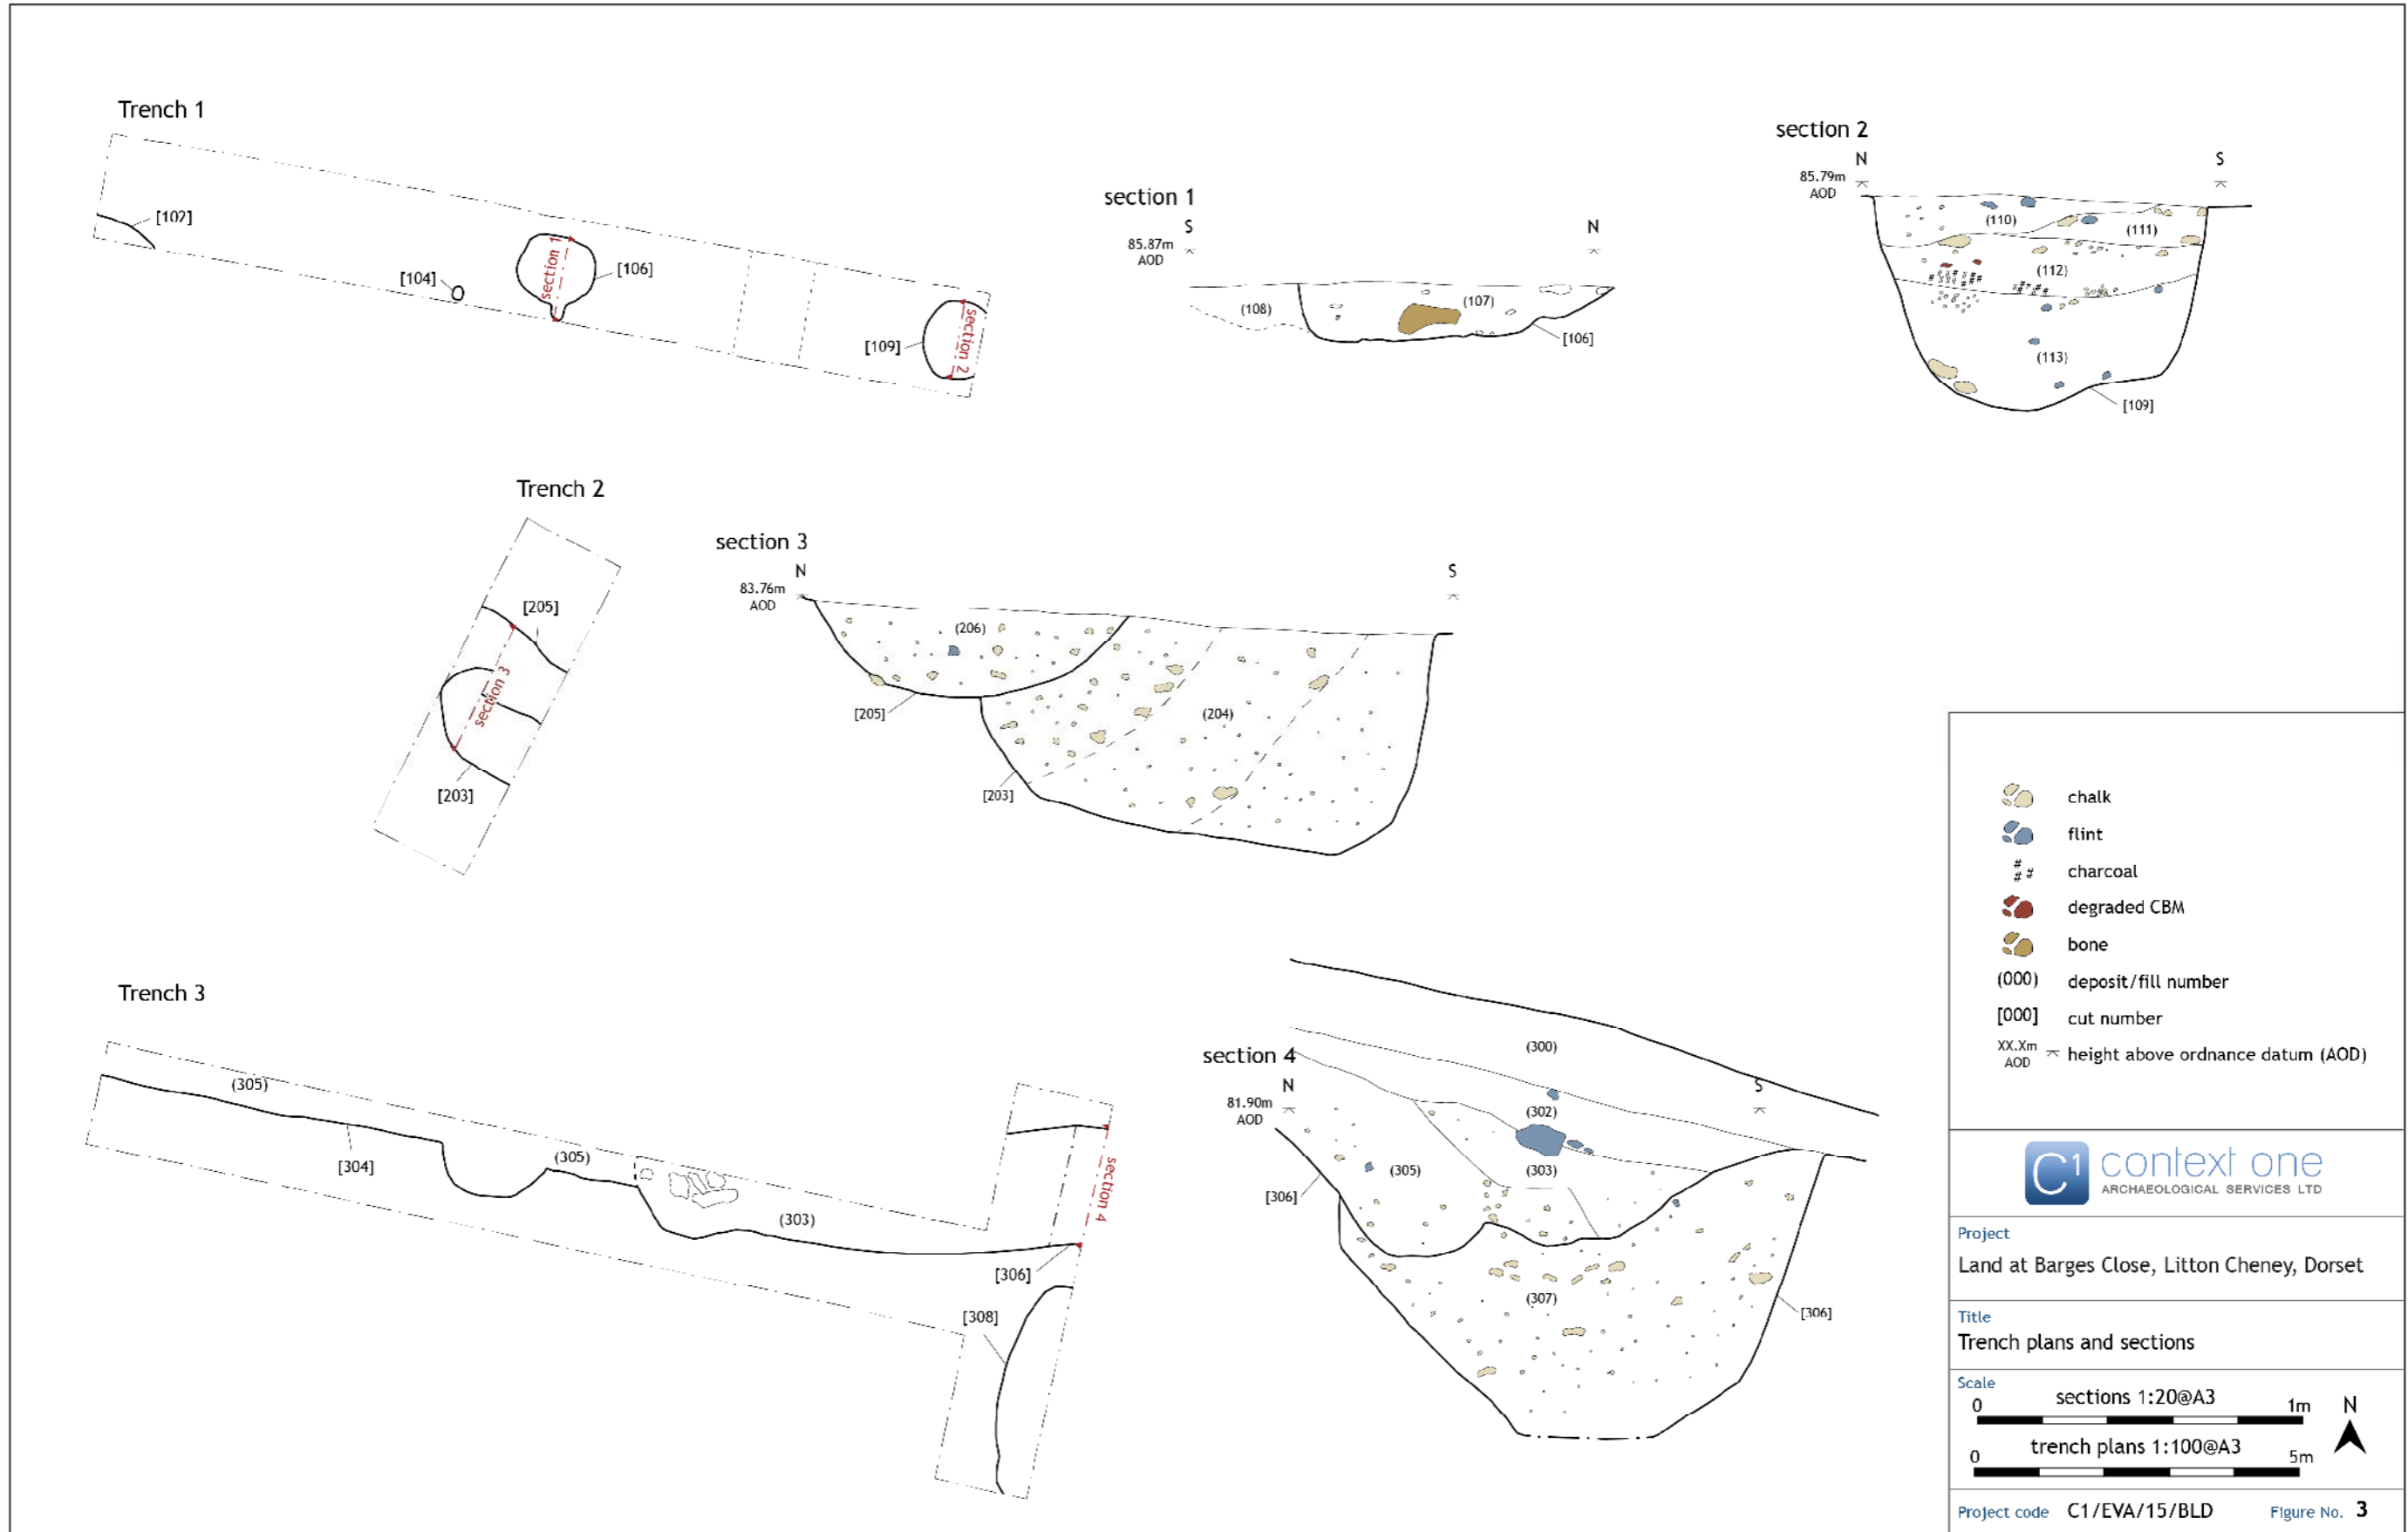 Trench 1
[102]
[104]
section 1
[106]
[109]
section 2
section 1
S
N
85.87m
AOD
(108)
(107)
[106]
section 2
N
S
85.79m
AOD
(110)
(111)
(112)
(113)
[109]
Trench 2
[205]
section 3
[203]
section 3
N
S
83.76m
AOD
(206)
[205]
(204)
[203]
Trench 3
(305)
[304]
(305)
(303)
section 4
[306]
[308]
section 4
N
S
81.90m
AOD
(300)
(302)
(303)
(305)
[306]
(307)
[306]
chalk
flint
# # # charcoal
degraded CBM
bone
(000) deposit/fill number
[000] cut number
XX.Xm
AOD height above ordnance datum (AOD)
C1 context one
ARCHAEOLOGICAL SERVICES LTD
Project
Land at Barges Close, Litton Cheney, Dorset
Title
Trench plans and sections
Scale
sections 1:20@A3
0 1m
N
trench plans 1:100@A3
0 5m
Project code C1/EVA/15/BLD Figure No. 3